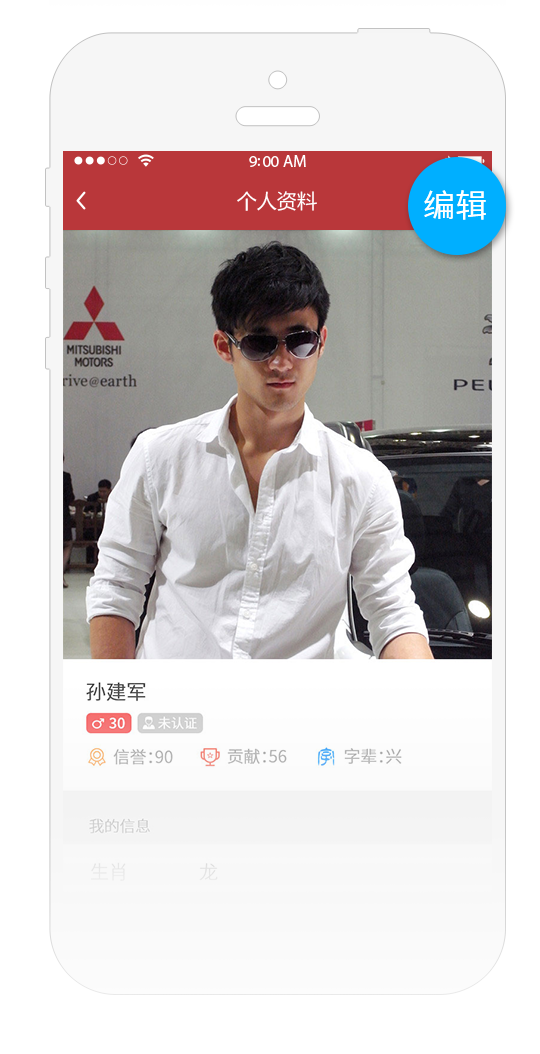 9:00 AM
个人资料
编辑
MITSUBISHI
MOTORS
rive@earth
PEU
孙建军
30 未认证
信誉:90 贡献:56 字辈:兴
我的信息
生肖 龙